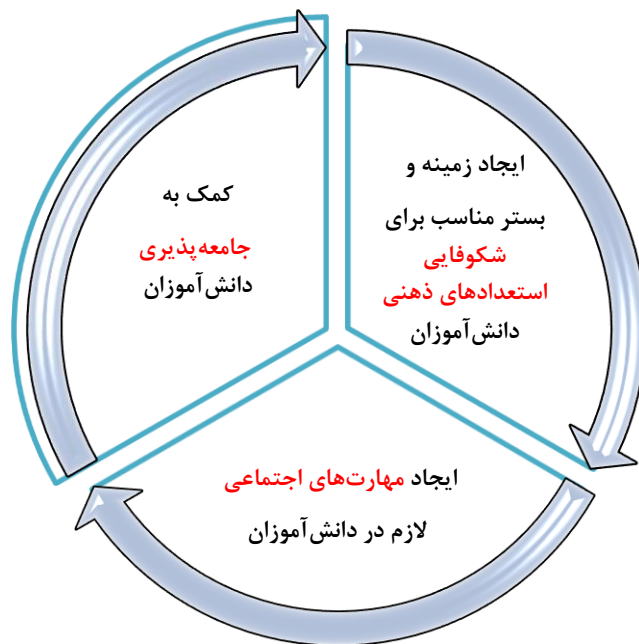 ایجاد زمینه و
بستر مناسب برای
شکوفایی
استعدادهای ذهنی
دانش‌آموزان
ایجاد مهارت‌های اجتماعی
لازم در دانش‌آموزان
کمک به
جامعه‌پذیری
دانش‌آموزان